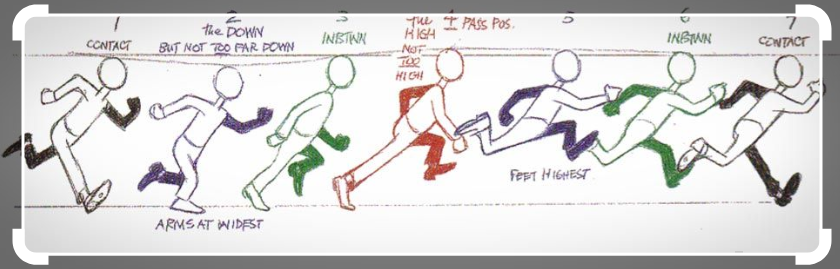 1
CONTACT
2
the DOWN
BUT NOT TOO FAR DOWN
ARMS AT WIDEST
3
INBTWN
the
HIGH
NOT
TOO
HIGH
4 PASS POS.
5
FEET HIGHEST
6
INBTWN
7
CONTACT